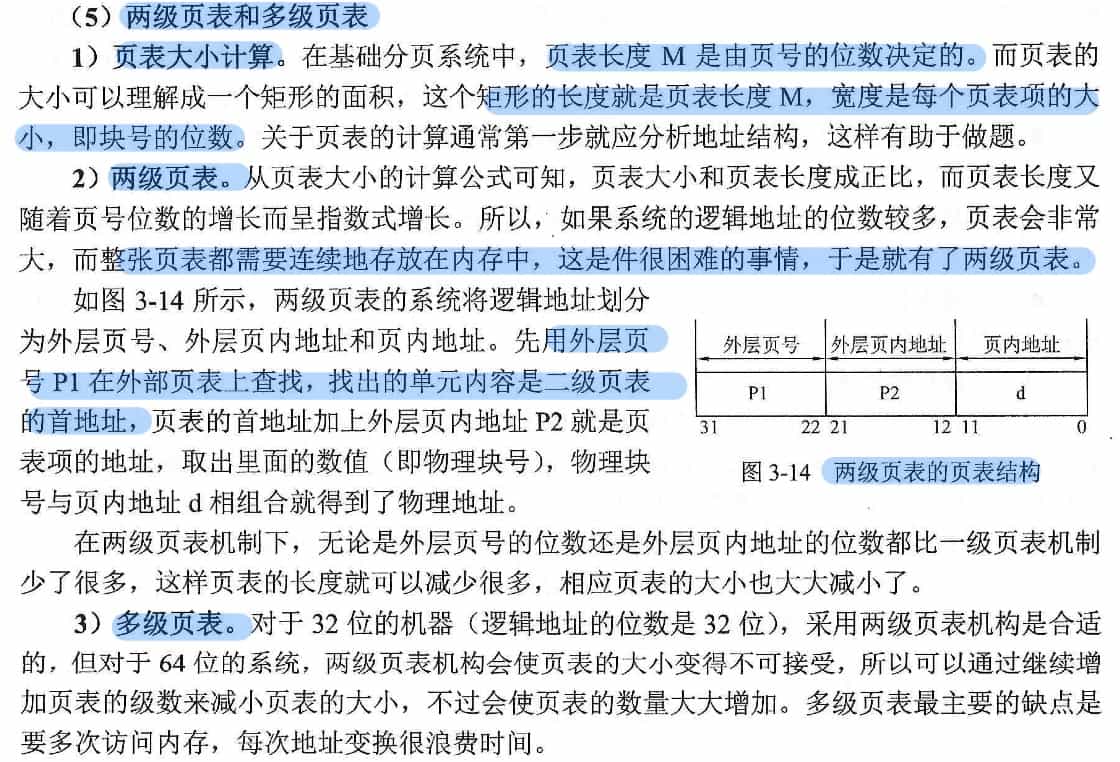 （5）两级页表和多级页表
1）页表大小计算。在基础分页系统中，页表长度 M 是由页号的位数决定的。而页表的
大小可以理解成一个矩形的面积，这个矩形的长度就是页表长度 M，宽度是每个页表项的大
小，即块号的位数。关于页表的计算通常第一步就应分析地址结构，这样有助于做题。
2）两级页表。从页表大小的计算公式可知，页表大小和页表长度成正比，而页表长度又
随着页号位数的增长而呈指数式增长。所以，如果系统的逻辑地址的位数较多，页表会非常
大，而整张页表都需要连续地存放在内存中，这是件很困难的事情，于是就有了两级页表。
如图 3-14 所示，两级页表的系统将逻辑地址划分
为外层页号、外层页内地址和页内地址。先用外层页
号 P1 在外部页表上查找，找出的单元内容是二级页表
的首地址，页表的首地址加上外层页内地址 P2 就是页
表项的地址，取出里面的数值（即物理块号），物理块
号与页内地址 d 相组合就得到了物理地址。
外层页号 外层页内地址 页内地址
P1 P2 d
31 22 21 12 11 0
图 3-14 两级页表的页表结构
在两级页表机制下，无论是外层页号的位数还是外层页内地址的位数都比一级页表机制
少了很多，这样页表的长度就可以减少很多，相应页表的大小也大大减小了。
3）多级页表。对于 32 位的机器（逻辑地址的位数是 32 位），采用两级页表机构是合适
的，但对于 64 位的系统，两级页表机构会使页表的大小变得不可接受，所以可以通过继续增
加页表的级数来减小页表的大小，不过会使页表的数量大大增加。多级页表最主要的缺点是
要多次访问内存，每次地址变换很浪费时间。